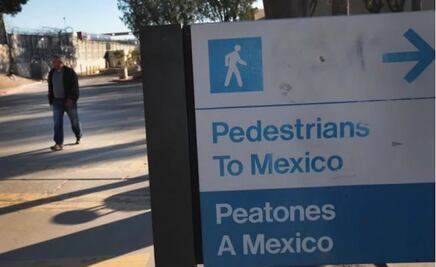 Pedestrians
To Mexico
Peatones
A Mexico